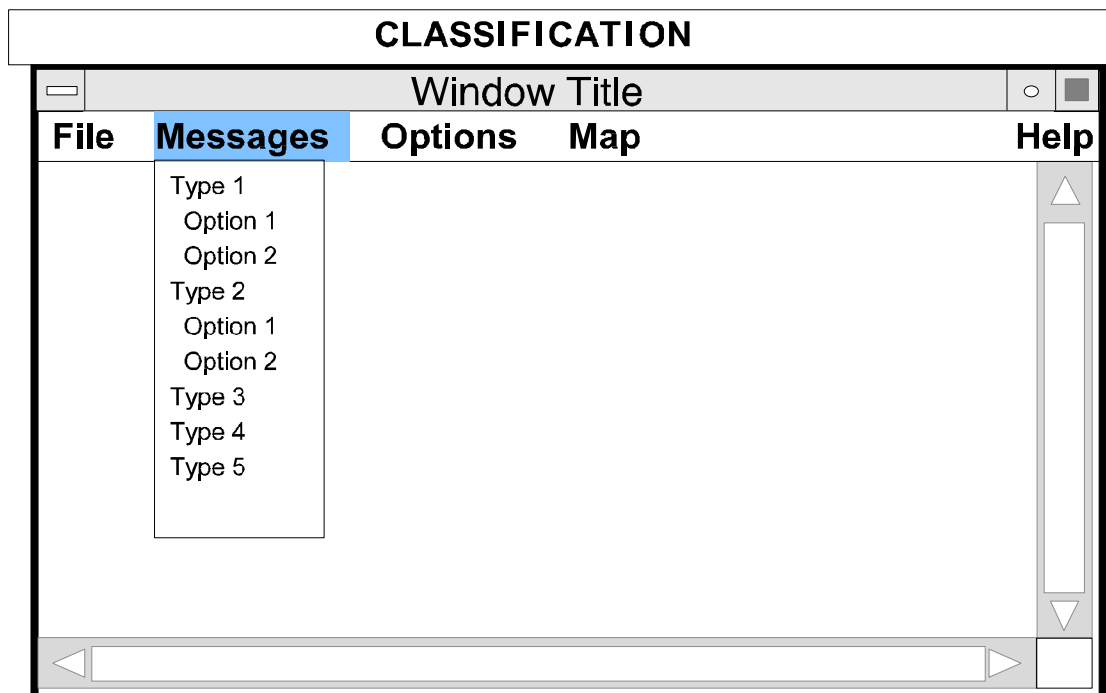 CLASSIFICATION
Window Title
File Messages Options Map Help
Type 1
Option 1
Option 2
Type 2
Option 1
Option 2
Type 3
Type 4
Type 5